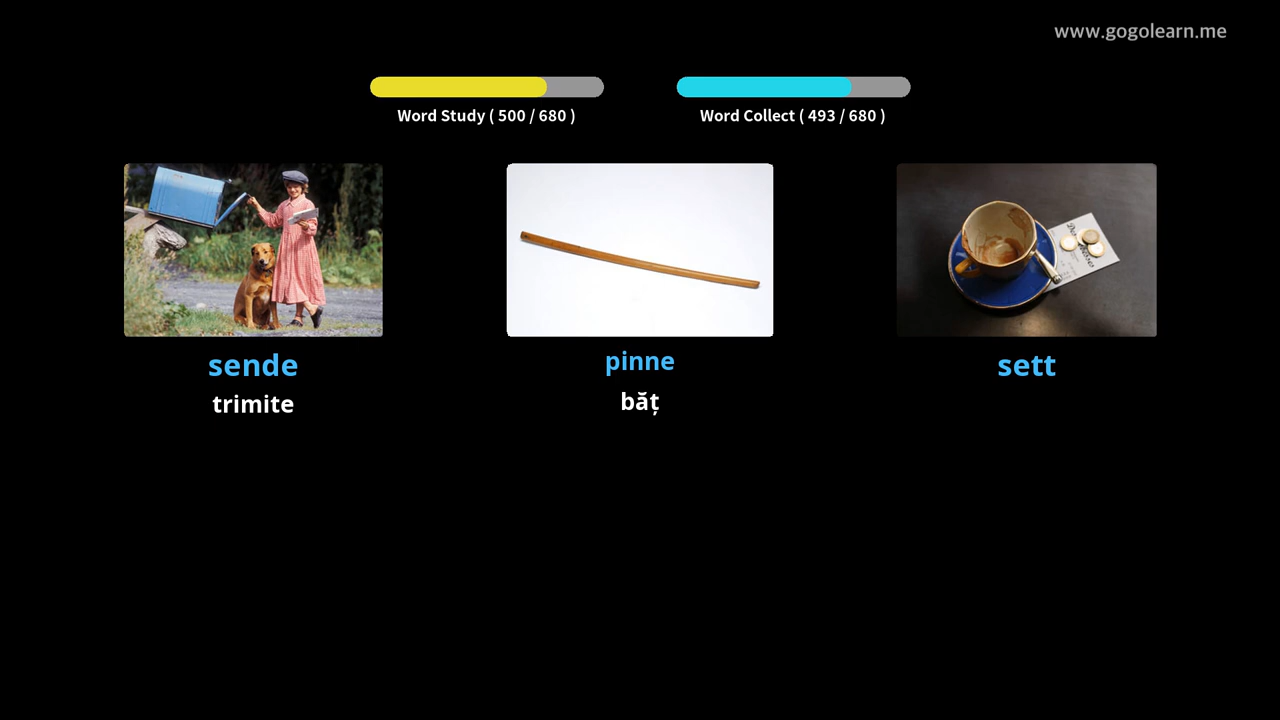 www.gogolearn.me
Word Study ( 500 / 680 )
Word Collect ( 493 / 680 )
sende
trimite
pinne
băț
sett